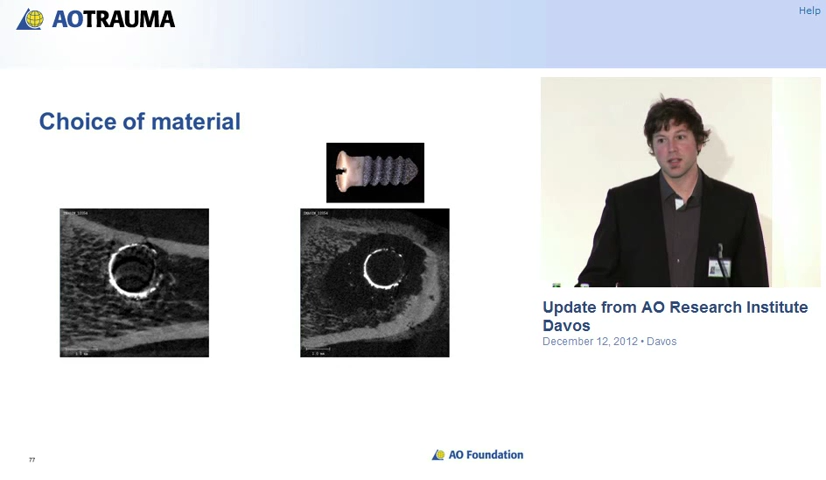 AOTRAUMA
Help
Choice of material
Update from AO Research Institute
Davos
December 12, 2012 • Davos
77
AO Foundation